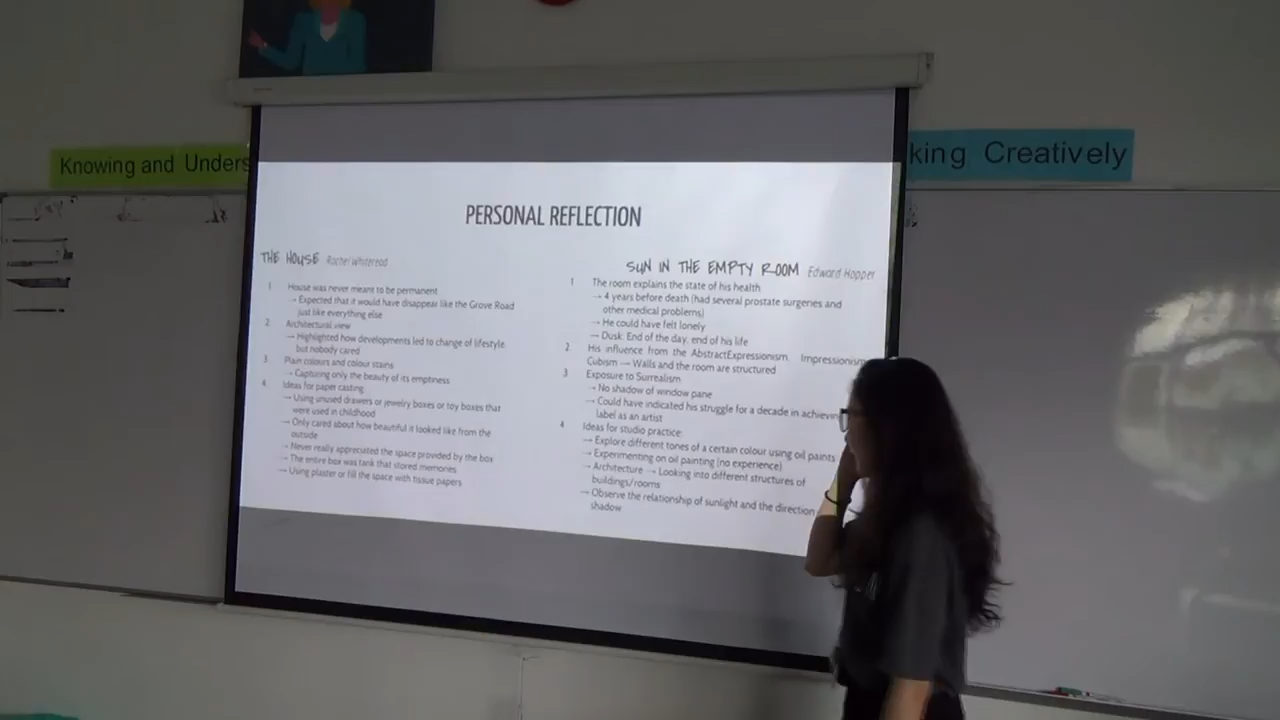 Knowing and Unders
king Creatively
PERSONAL REFLECTION
THE HOUSE Rachel Whiteread
1. House was never meant to be permanent
→ Expected that it would have disappear like the Grove Road
just like everything else
2. Architectural view
→ Highlighted how developments led to change of lifestyle
but nobody cared
3. Plain colours and colour stains
→ Capturing only the beauty of its emptiness
4. Ideas for paper casting:
→ Using unused drawers or jewelry boxes or toy boxes that
were used in childhood
→ Only cared about how beautiful it looked like from the
outside
→ Never really appreciated the space provided by the box
→ The entire box was tank that stored memories
→ Using plaster or fill the space with tissue papers
SUN IN THE EMPTY ROOM Edward Hopper
1 The room explains the state of his health
→ 4 years before death (had several prostate surgeries and
other medical problems)
→ He could have felt lonely
→ Dusk: End of the day, end of his life
2. His influence from the AbstractExpressionism, Impressionism,
Cubism → Walls and the room are structured
3 Exposure to Surrealism
→ No shadow of window pane
→ Could have indicated his struggle for a decade in achievin
label as an artist
4 Ideas for studio practice:
→ Explore different tones of a certain colour using oil paints
→ Experimenting on oil painting (no experience)
→ Architecture → Looking into different structures of
buildings/rooms
→ Observe the relationship of sunlight and the direction
shadow